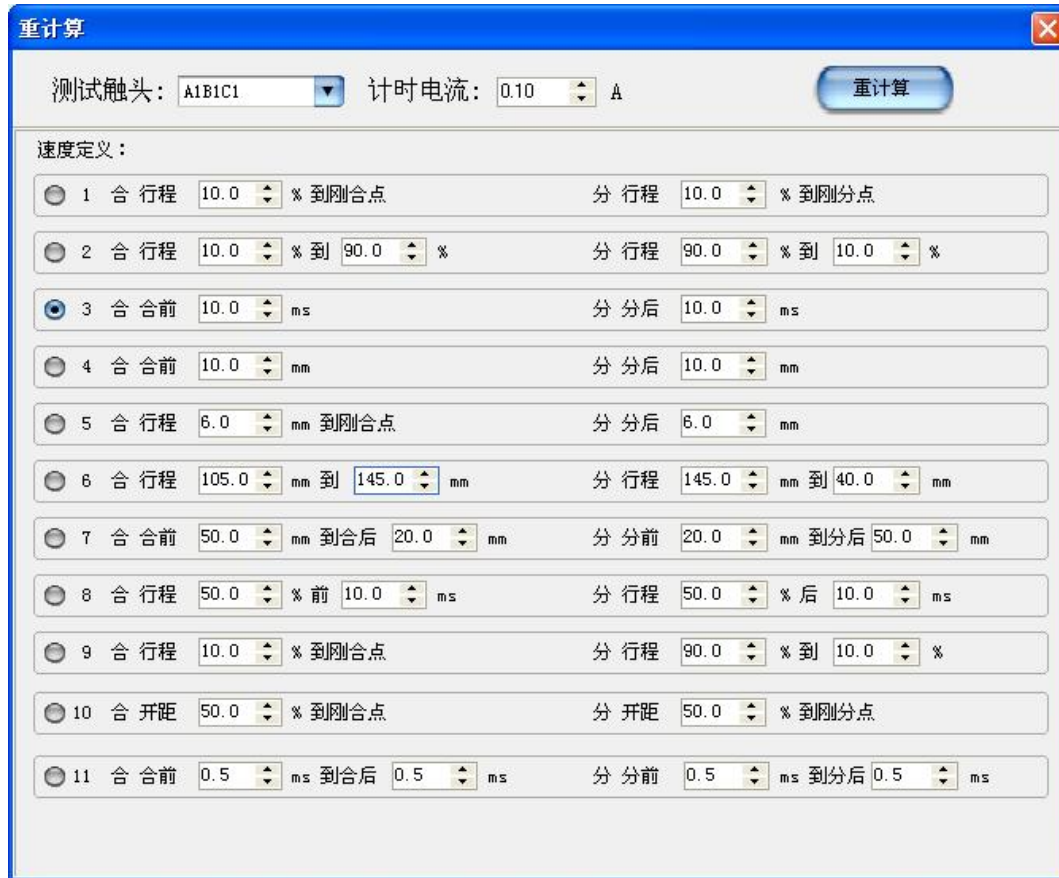 重计算
测试触头: A1B1C1 计时电流: 0.10 A 重计算
速度定义:
1 合 行程 10.0 % 到刚合点 分 行程 10.0 % 到刚分点
2 合 行程 10.0 % 到 90.0 % 分 行程 90.0 % 到 10.0 %
3 合 合前 10.0 ms 分 分后 10.0 ms
4 合 合前 10.0 mm 分 分后 10.0 mm
5 合 行程 6.0 mm 到刚合点 分 分后 6.0 mm
6 合 行程 105.0 mm 到 145.0 mm 分 行程 145.0 mm 到 40.0 mm
7 合 合前 50.0 mm 到合后 20.0 mm 分 分前 20.0 mm 到分后 50.0 mm
8 合 行程 50.0 % 前 10.0 ms 分 行程 50.0 % 后 10.0 ms
9 合 行程 10.0 % 到刚合点 分 行程 90.0 % 到 10.0 %
10 合 开距 50.0 % 到刚合点 分 开距 50.0 % 到刚分点
11 合 合前 0.5 ms 到合后 0.5 ms 分 分前 0.5 ms 到分后 0.5 ms